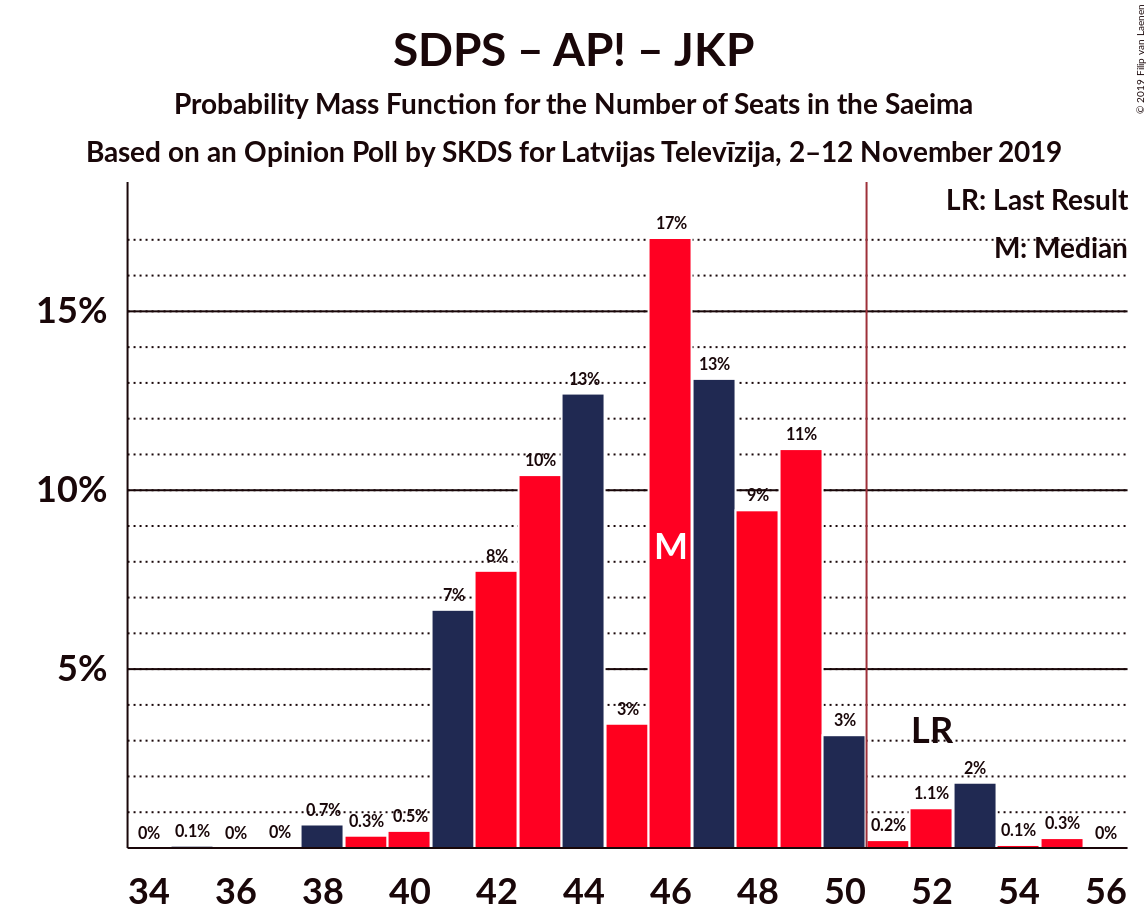 SDPS – AP! – JKP
Probability Mass Function for the Number of Seats in the Saeima
Based on an Opinion Poll by SKDS for Latvijas Televīzija, 2–12 November 2019
© 2019 Filip van Laenen
LR: Last Result
M: Median
15%
10%
5%
0%
0.1%
0%
0%
0.7%
0.3%
0.5%
7%
8%
10%
13%
3%
17%
13%
9%
11%
3%
0.2%
1.1%
2%
0.1%
0.3%
0%
M
LR
34 36 38 40 42 44 46 48 50 52 54 56